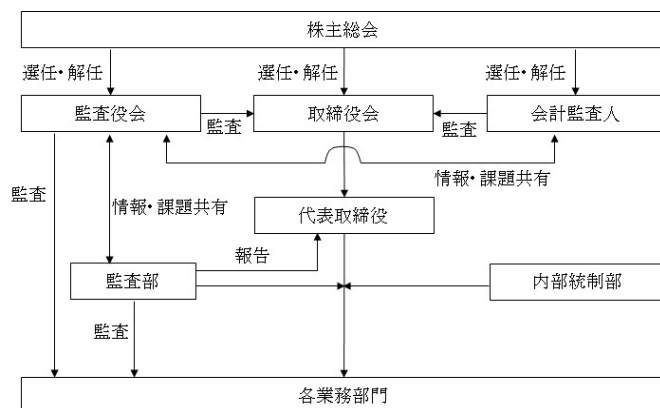 株主総会
選任・解任
選任・解任
選任・解任
監査役会
監査
取締役会
監査
会計監査人
監査
情報・課題共有
情報・課題共有
代表取締役
報告
監査部
内部統制部
監査
各業務部門